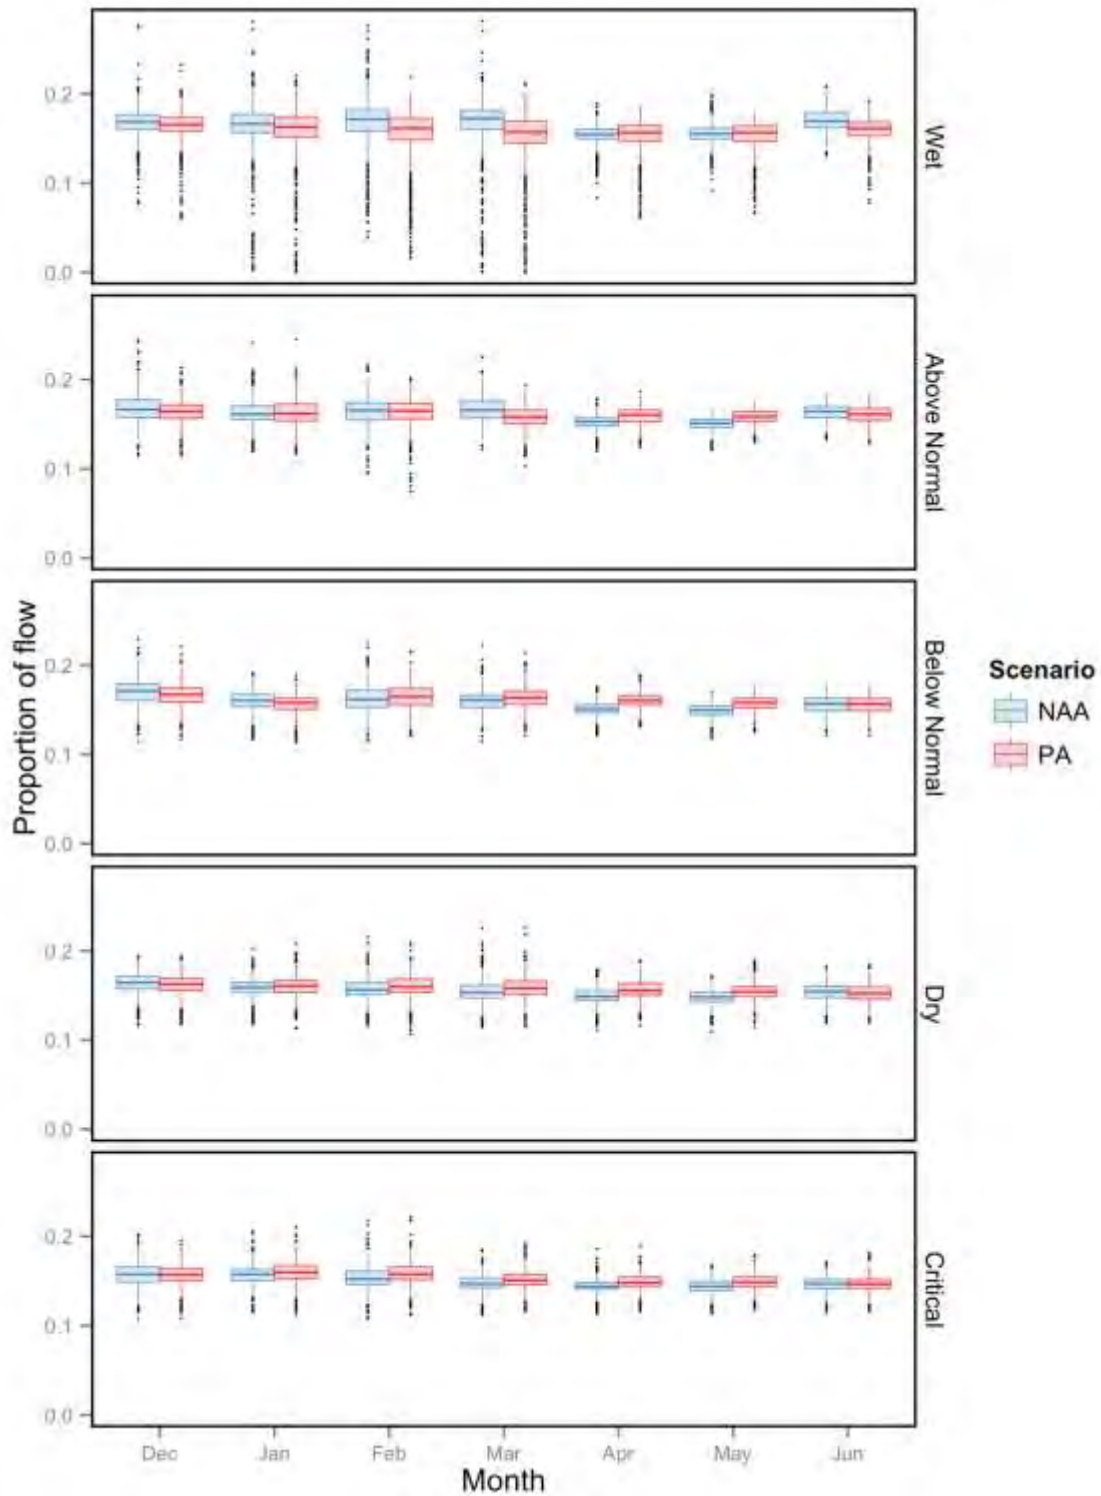 0.2
0.1
0.0
Wet
0.2
0.1
0.0
Above Normal
0.2
0.1
0.0
Below Normal
0.2
0.1
0.0
Dry
0.2
0.1
0.0
Critical
Proportion of flow
Dec Jan Feb Mar Apr May Jun
Month
Scenario
NAA
PA